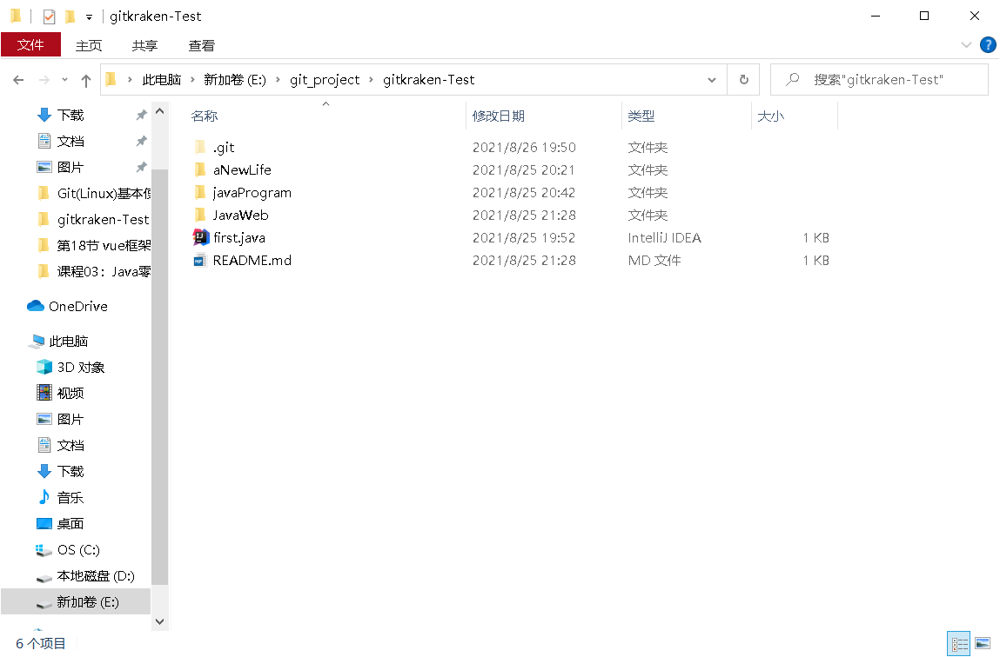 gitkraken-Test
文件 主页 共享 查看
此电脑 › 新加卷 (E:) › git_project › gitkraken-Test 搜索"gitkraken-Test"
名称 修改日期 类型 大小
.git 2021/8/26 19:50 文件夹
aNewLife 2021/8/25 20:21 文件夹
javaProgram 2021/8/25 20:42 文件夹
JavaWeb 2021/8/25 21:28 文件夹
first.java 2021/8/25 19:52 IntelliJ IDEA 1 KB
README.md 2021/8/25 21:28 MD 文件 1 KB
下载
文档
图片
Git(Linux)基本使
gitkraken-Test
第18节 vue框架
课程03：Java零
OneDrive
此电脑
3D 对象
视频
图片
文档
下载
音乐
桌面
OS (C:)
本地磁盘 (D:)
新加卷 (E:)
6 个项目